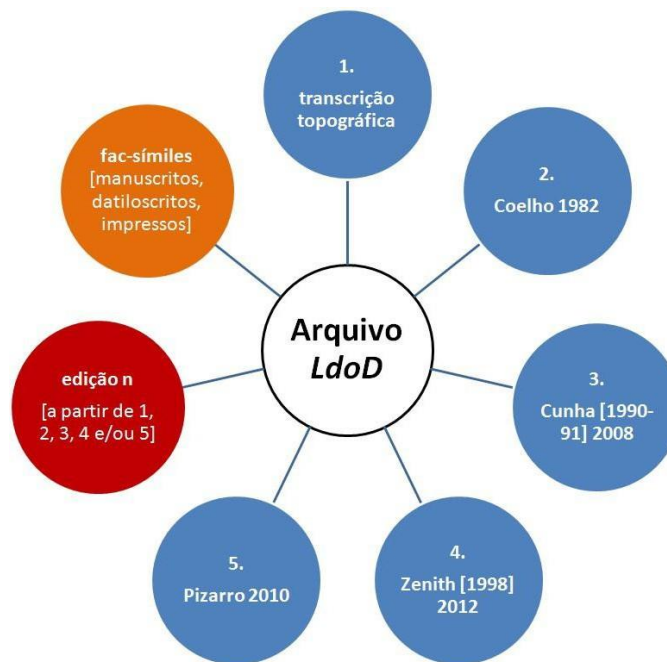 Arquivo
LdoD
1.
transcrição
topográfica
2.
Coelho 1982
3.
Cunha [1990-
91] 2008
4.
Zenith [1998]
2012
5.
Pizarro 2010
edição n
[a partir de 1,
2, 3, 4 e/ou 5]
fac-símiles
[manuscritos,
datiloscritos,
impressos]